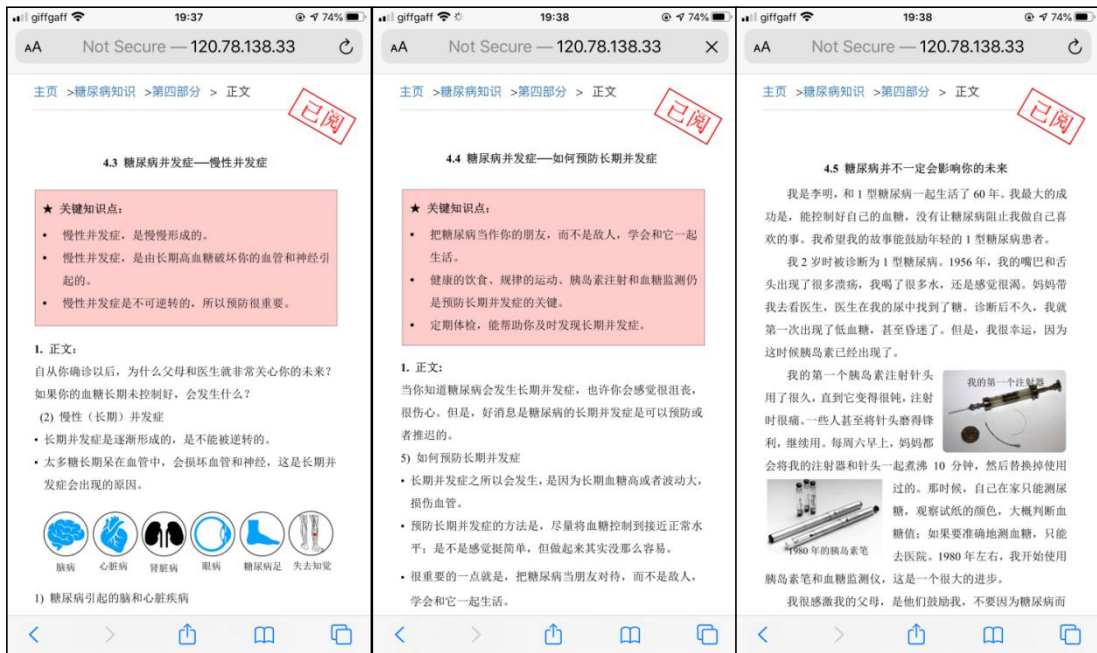 giffgaff 19:37 74%
AA Not Secure — 120.78.138.33
主页 >糖尿病知识 >第四部分 > 正文
已阅
4.3 糖尿病并发症—慢性并发症
★ 关键知识点：
• 慢性并发症，是慢慢形成的。
• 慢性并发症，是由长期高血糖破坏你的血管和神经引
起的。
• 慢性并发症是不可逆转的，所以预防很重要。
1. 正文：
自从你确诊以后，为什么父母和医生就非常关心你的未来？
如果你的血糖长期未控制好，会发生什么？
(2) 慢性（长期）并发症
• 长期并发症是逐渐形成的，是不能被逆转的。
• 太多糖长期呆在血管中，会损坏血管和神经，这是长期并
发症会出现的原因。
脑病 心脏病 肾脏病 眼病 糖尿病足 失去知觉
1) 糖尿病引起的脑和心脏疾病
giffgaff 19:38 74%
AA Not Secure — 120.78.138.33
主页 >糖尿病知识 >第四部分 > 正文
已阅
4.4 糖尿病并发症—如何预防长期并发症
★ 关键知识点：
• 把糖尿病当作你的朋友，而不是敌人，学会和它一起
生活。
• 健康的饮食、规律的运动、胰岛素注射和血糖监测仍
是预防长期并发症的关键。
• 定期体检，能帮助你及时发现长期并发症。
1. 正文：
当你知道糖尿病会发生长期并发症，也许你会感觉很沮丧，
很伤心。但是，好消息是糖尿病的长期并发症是可以预防或
者推迟的。
5) 如何预防长期并发症
• 长期并发症之所以会发生，是因为长期血糖高或者波动大，
损伤血管。
• 预防长期并发症的方法是，尽量将血糖控制到接近正常水
平；是不是感觉挺简单，但做起来其实没那么容易。
• 很重要的一点就是，把糖尿病当朋友对待，而不是敌人，
学会和它一起生活。
giffgaff 19:38 74%
AA Not Secure — 120.78.138.33
主页 >糖尿病知识 >第四部分 > 正文
已阅
4.5 糖尿病并不一定会影响你的未来
我是李明，和 1 型糖尿病一起生活了 60 年。我最大的成
功是，能控制好自己的血糖，没有让糖尿病阻止我做自己喜
欢的事。我希望我的故事能鼓励年轻的 1 型糖尿病患者。
我 2 岁时被诊断为 1 型糖尿病。1956 年，我的嘴巴和舌
头出现了很多溃疡，我喝了很多水，还是感觉很渴。妈妈带
我去看医生，医生在我的尿中找到了糖。诊断后不久，我就
第一次出现了低血糖，甚至昏迷了。但是，我很幸运，因为
这时候胰岛素已经出现了。
我的第一个胰岛素注射针头
用了很久，直到它变得很钝，注射
时很痛。一些人甚至将针头磨得锋
利，继续用。每周六早上，妈妈都
我的第一个注射器
会将我的注射器和针头一起煮沸 10 分钟，然后替换掉使用
过的。那时候，自己在家只能测尿
糖，观察试纸的颜色，大概判断血
糖值；如果要准确地测血糖，只能
去医院。1980 年左右，我开始使用
1980 年的胰岛素笔
胰岛素笔和血糖监测仪，这是一个很大的进步。
我很感激我的父母，是他们鼓励我，不要因为糖尿病而